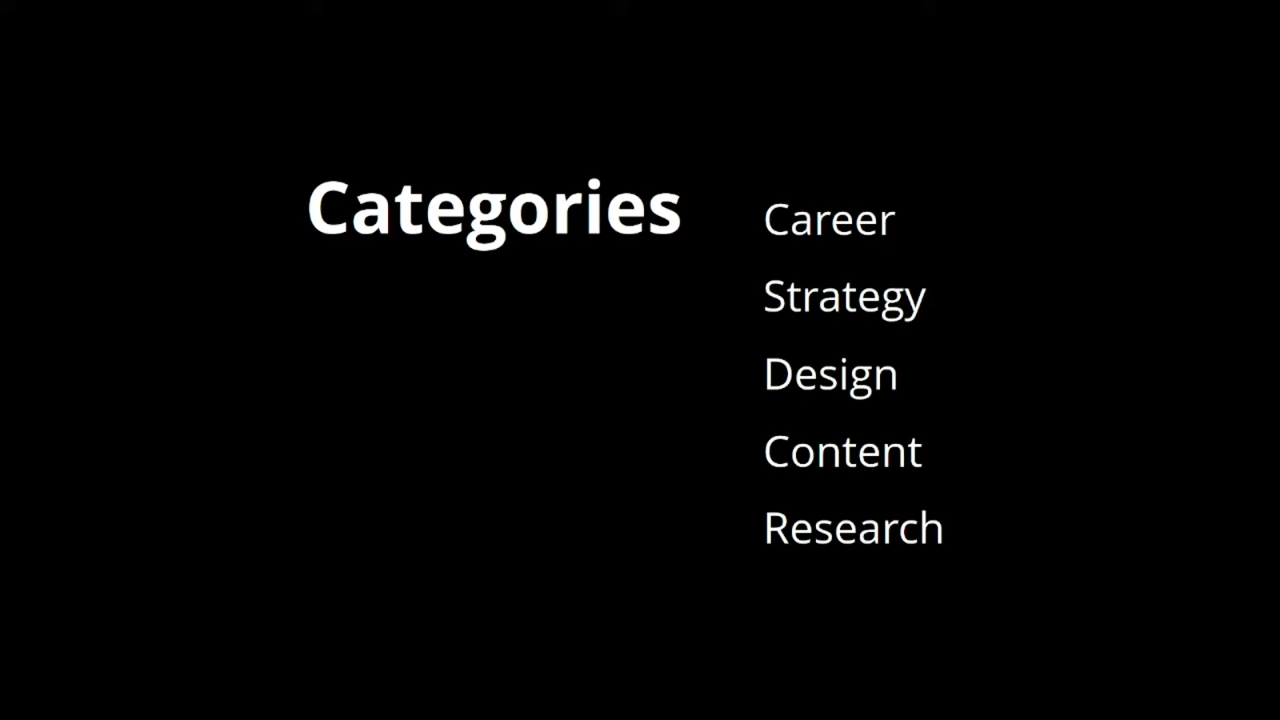 Categories
Career
Strategy
Design
Content
Research